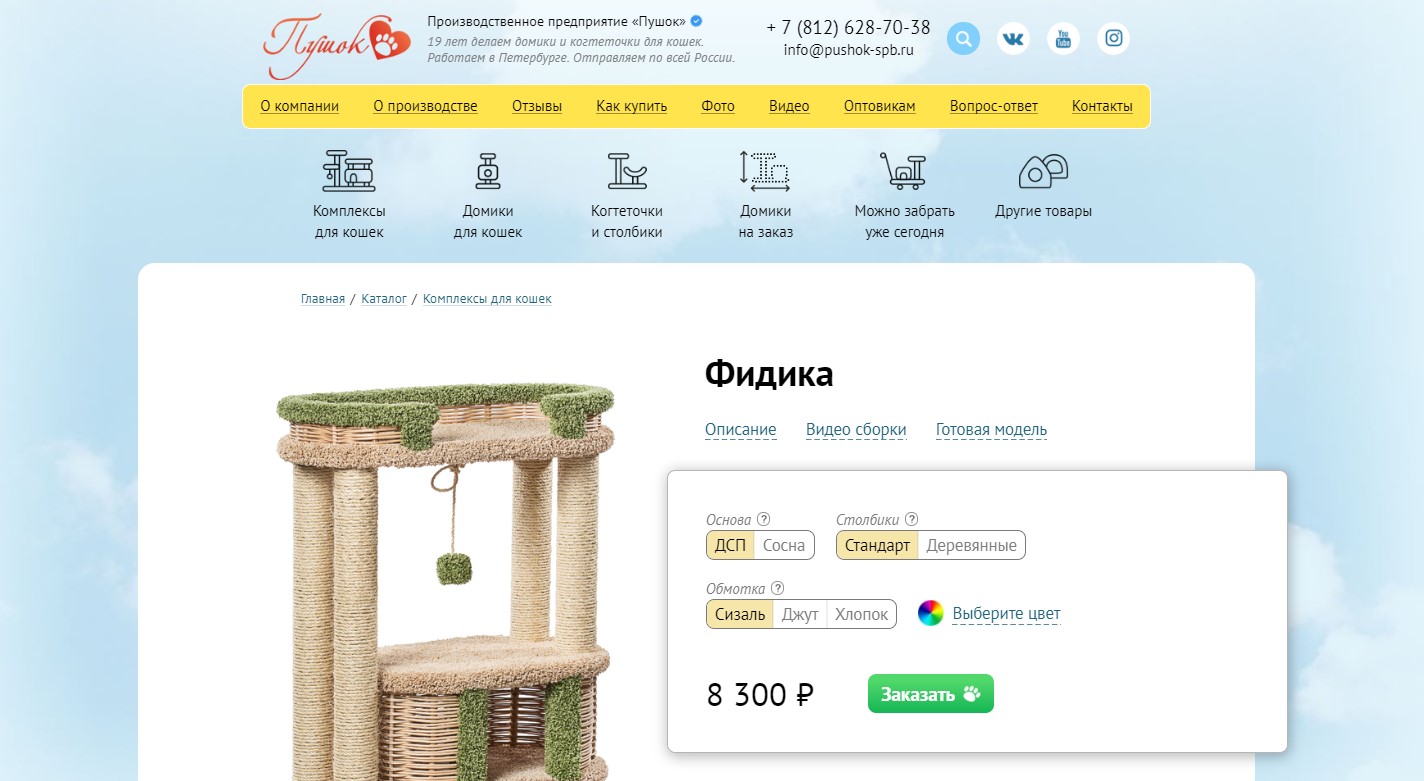 Пушок
Производственное предприятие «Пушок»
19 лет делаем домики и когтеточки для кошек.
Работаем в Петербурге. Отправляем по всей России.
+ 7 (812) 628-70-38
info@pushok-spb.ru
You
Tube
О компании О производстве Отзывы Как купить Фото Видео Оптовикам Вопрос-ответ Контакты
Комплексы
для кошек
Домики
для кошек
Когтеточки
и столбики
Домики
на заказ
Можно забрать
уже сегодня
Другие товары
Главная / Каталог / Комплексы для кошек
Фидика
Описание Видео сборки Готовая модель
Основа ? Столбики ?
ДСП Сосна Стандарт Деревянные
Обмотка ?
Сизаль Джут Хлопок Выберите цвет
8 300 ₽ Заказать